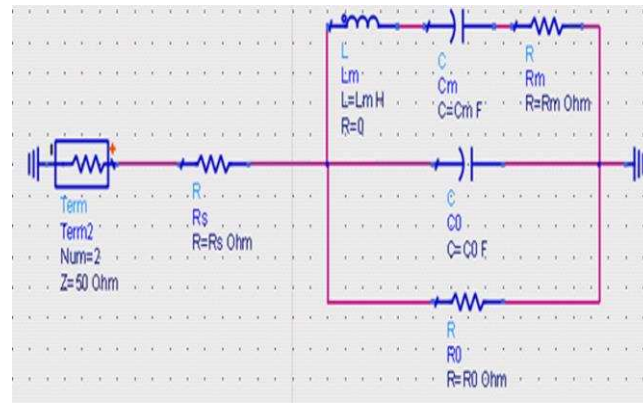 L
Lm
L=Lm H
R=0
C
Cm
C=Cm F
R
Rm
R=Rm Ohm
Term
Term2
Num=2
Z=50 Ohm
R
Rs
R=Rs Ohm
C
C0
C=C0 F
R
R0
R=R0 Ohm